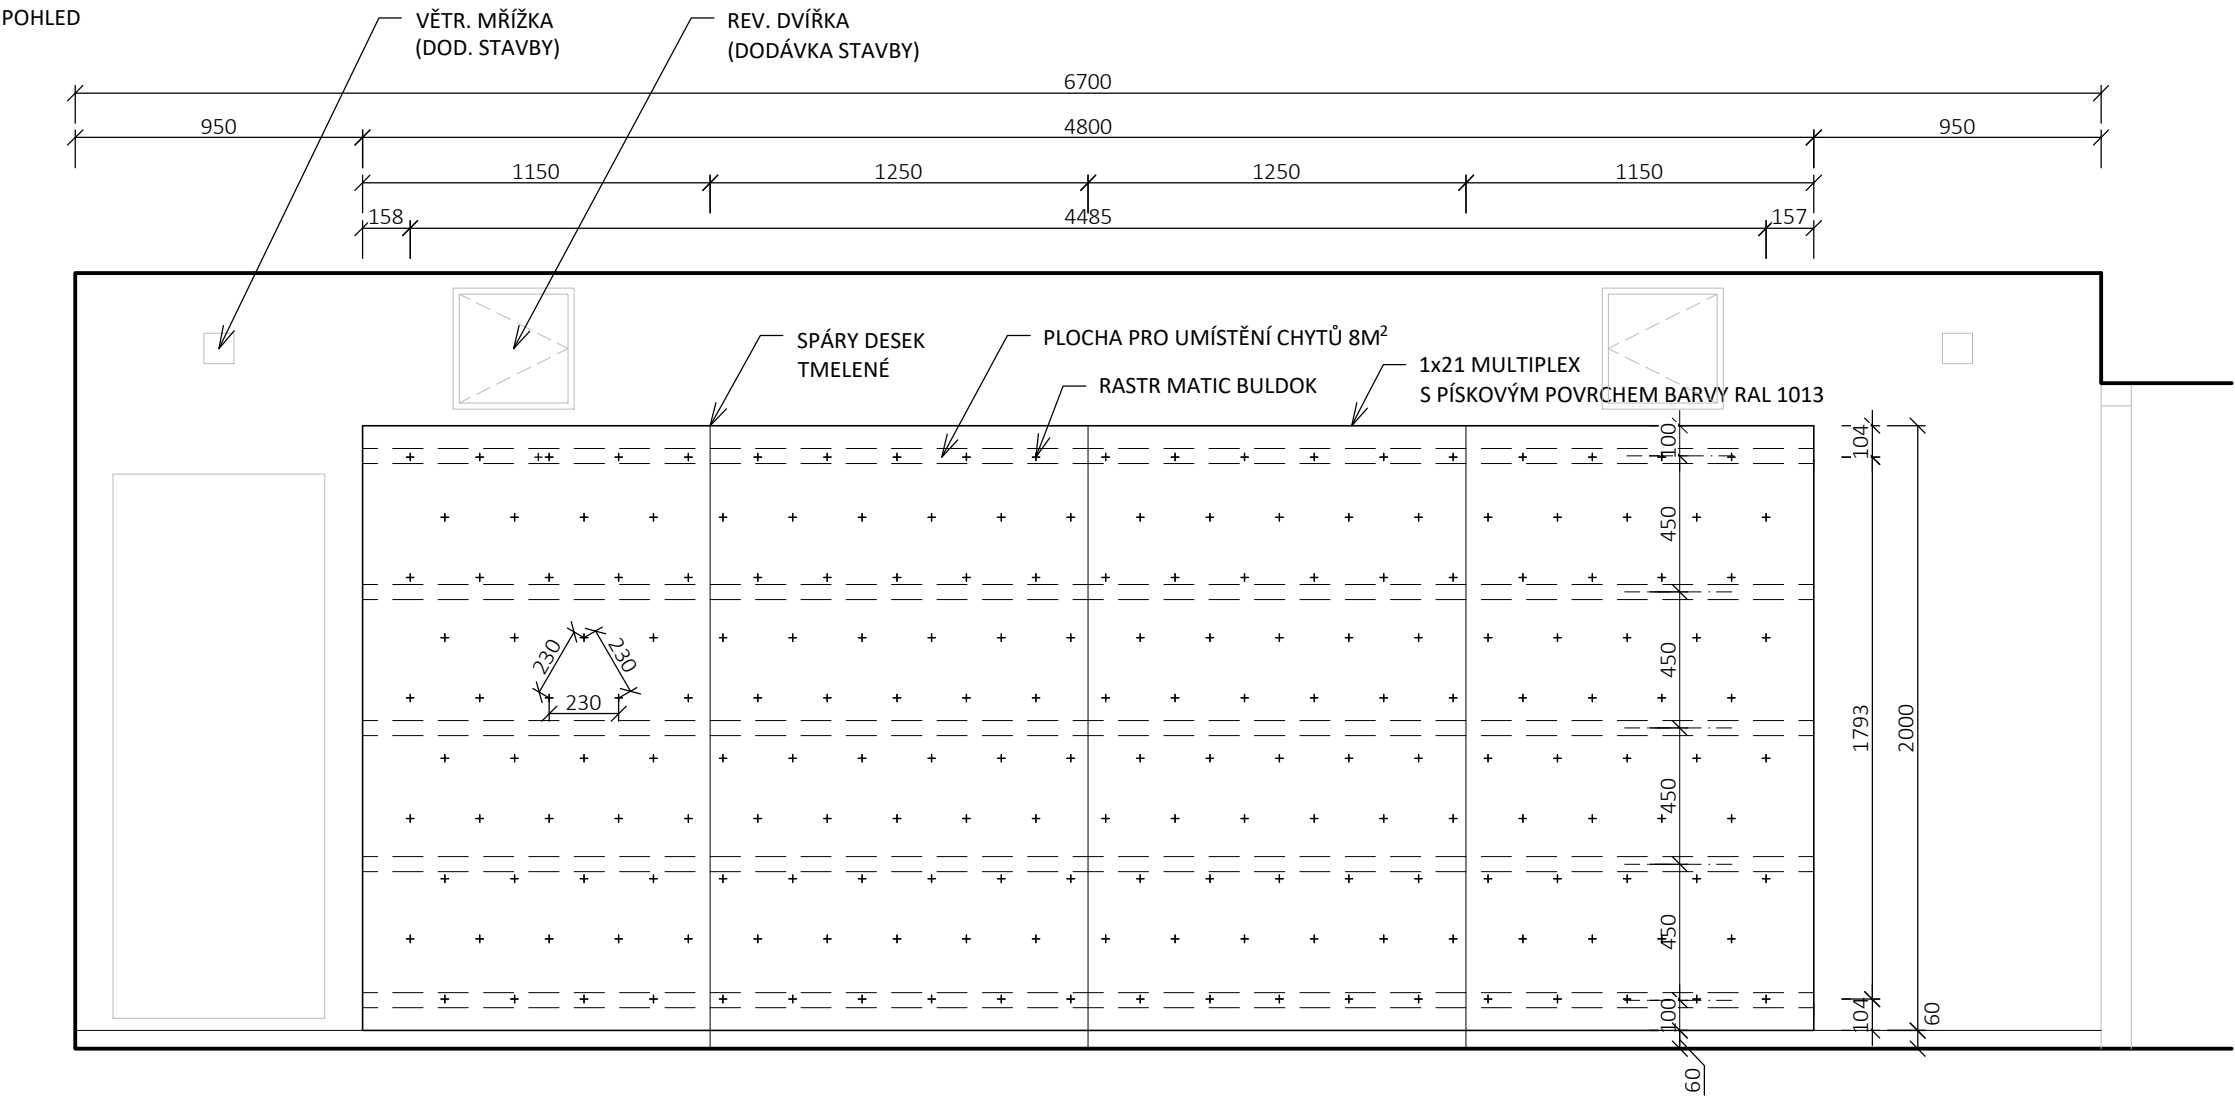 POHLED
VĚTR. MŘÍŽKA
(DOD. STAVBY)
REV. DVÍŘKA
(DODÁVKA STAVBY)
6700
950
4800
950
1150
1250
1250
1150
158
4485
157
SPÁRY DESEK
TMELENÉ
PLOCHA PRO UMÍSTĚNÍ CHYTŮ 8M²
RASTR MATIC BULDOK
1x21 MULTIPLEX
S PÍSKOVÝM POVRCHEM BARVY RAL 1013
100
104
450
450
230
230
230
1793
2000
450
450
100
104
60
60